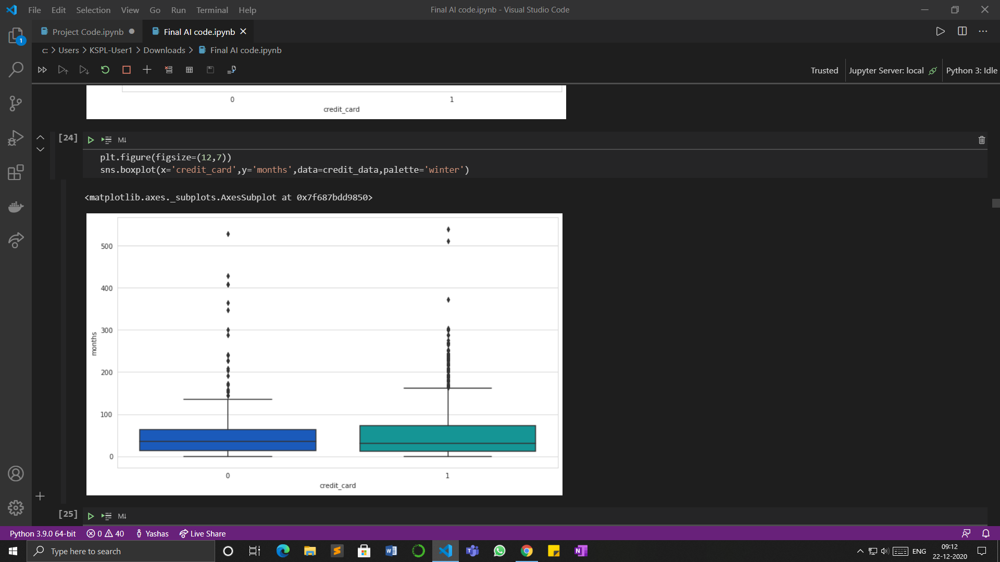 File Edit Selection View Go Run Terminal Help
Final AI code.ipynb - Visual Studio Code
Project Code.ipynb
Final AI code.ipynb
c: > Users > KSPL-User1 > Downloads > Final AI code.ipynb
Trusted
Jupyter Server: local
Python 3: Idle
0 1
credit_card
[24]
M↓
plt.figure(figsize=(12,7))
sns.boxplot(x='credit_card',y='months',data=credit_data,palette='winter')
<matplotlib.axes._subplots.AxesSubplot at 0x7f687bdd9850>
500
400
300
months
200
100
0
0 1
credit_card
[25]
M↓
1
Python 3.9.0 64-bit 0 40 Yashas Live Share
Type here to search
ENG
09:12
22-12-2020